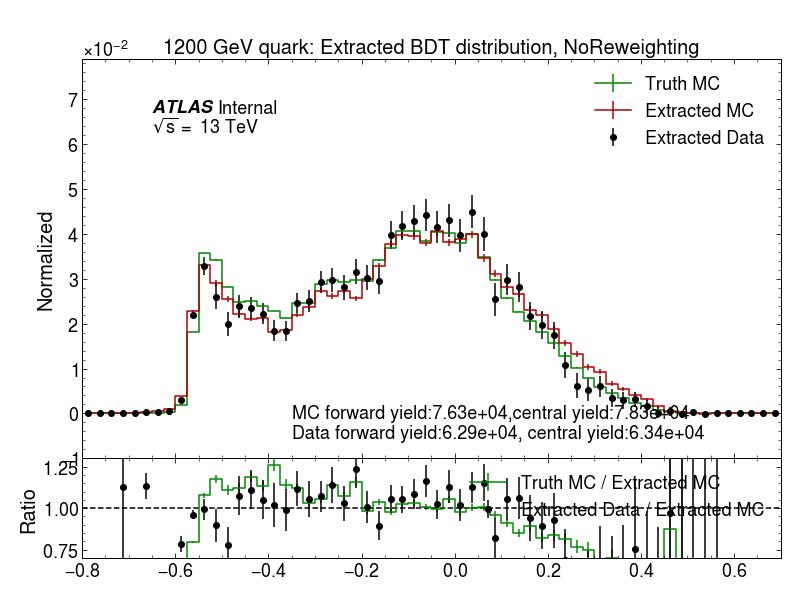 ×10⁻²
1200 GeV quark: Extracted BDT distribution, NoReweighting
ATLAS Internal
√s = 13 TeV
Truth MC
Extracted MC
Extracted Data
Normalized
7
6
5
4
3
2
1
0
1
MC forward yield:7.63e+04,central yield:7.83e+04
Data forward yield:6.29e+04, central yield:6.34e+04
Ratio
1.25
1.00
0.75
Truth MC / Extracted MC
Extracted Data / Extracted MC
−0.8 −0.6 −0.4 −0.2 0.0 0.2 0.4 0.6